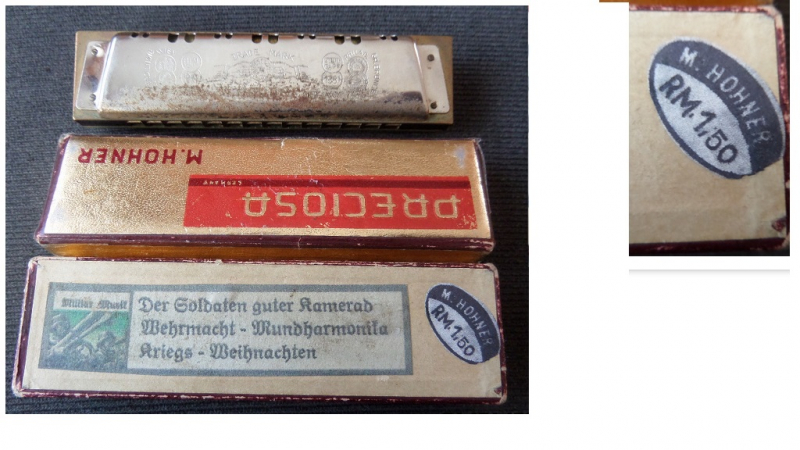 M. HOHNER
PRECIOSA
Der Soldaten guter Kamerad
Wehrmacht - Mundharmonika
Kriegs - Weihnachten
M. HOHNER
RM. 1,50
M. HOHNER
RM. 1,50